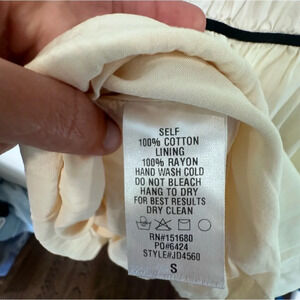 SELF
100% COTTON
LINING
100% RAYON
HAND WASH COLD
DO NOT BLEACH
HANG TO DRY
FOR BEST RESULTS
DRY CLEAN
RN#151680
PO#6424
STYLE#JD4560
S